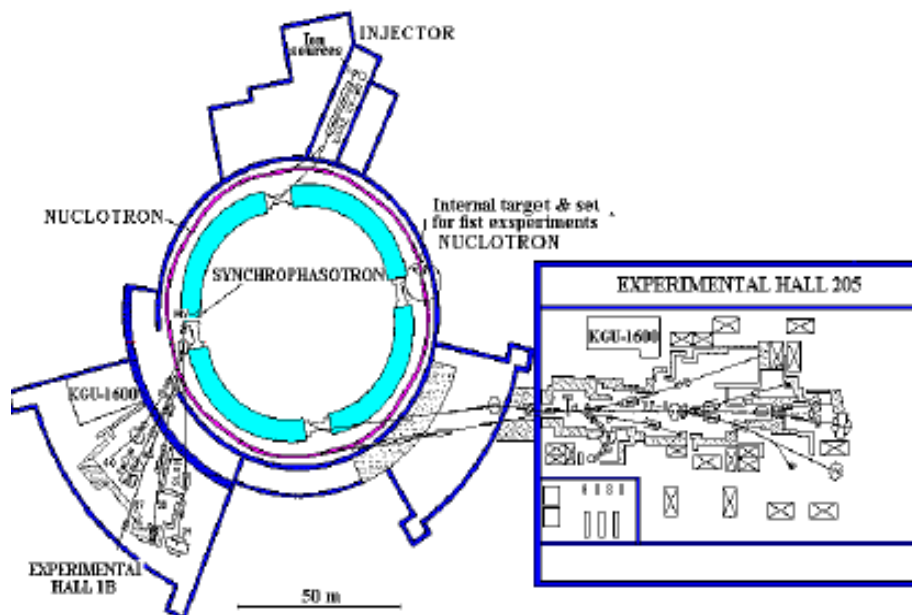 Ion
sources
INJECTOR
NUCLOTRON
Internal target & set
for fist exsperiments
NUCLOTRON
SYNCHROPHASOTRON
EXPERIMENTAL HALL 205
KGU-1600
KGU-1600
EXPERIMENTAL
HALL 1B
50 m